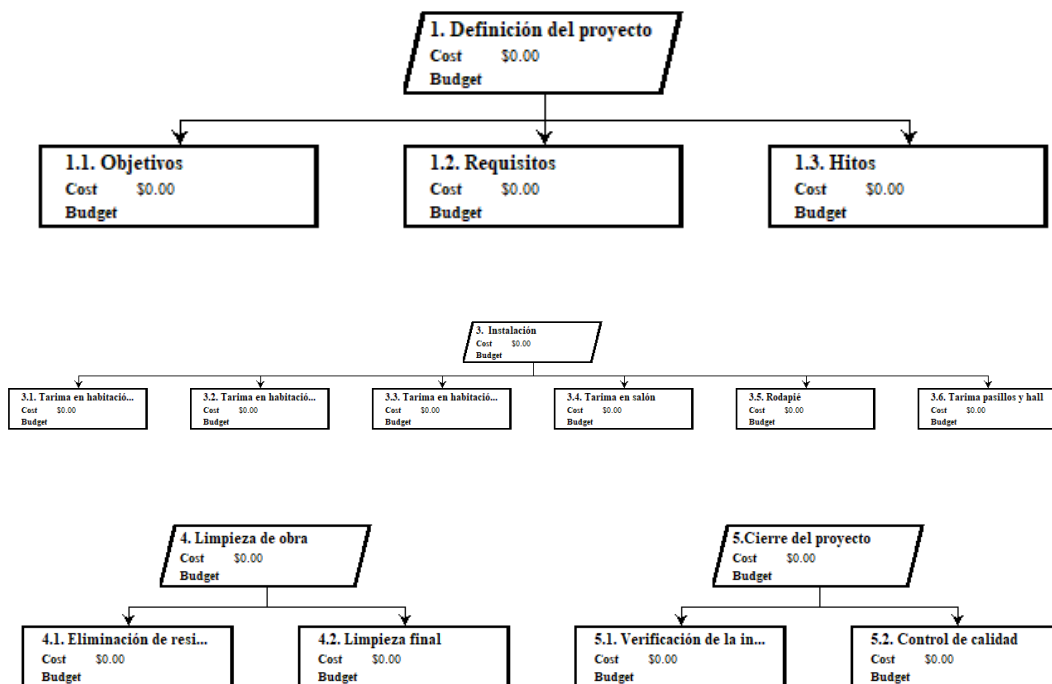 1. Definición del proyecto
Cost $0.00
Budget
1.1. Objetivos
Cost $0.00
Budget
1.2. Requisitos
Cost $0.00
Budget
1.3. Hitos
Cost $0.00
Budget
3. Instalación
Cost $0.00
Budget
3.1. Tarima en habitació...
Cost $0.00
Budget
3.2. Tarima en habitació...
Cost $0.00
Budget
3.3. Tarima en habitació...
Cost $0.00
Budget
3.4. Tarima en salón
Cost $0.00
Budget
3.5. Rodapié
Cost $0.00
Budget
3.6. Tarima pasillos y hall
Cost $0.00
Budget
4. Limpieza de obra
Cost $0.00
Budget
4.1. Eliminación de resi...
Cost $0.00
Budget
4.2. Limpieza final
Cost $0.00
Budget
5.Cierre del proyecto
Cost $0.00
Budget
5.1. Verificación de la in...
Cost $0.00
Budget
5.2. Control de calidad
Cost $0.00
Budget